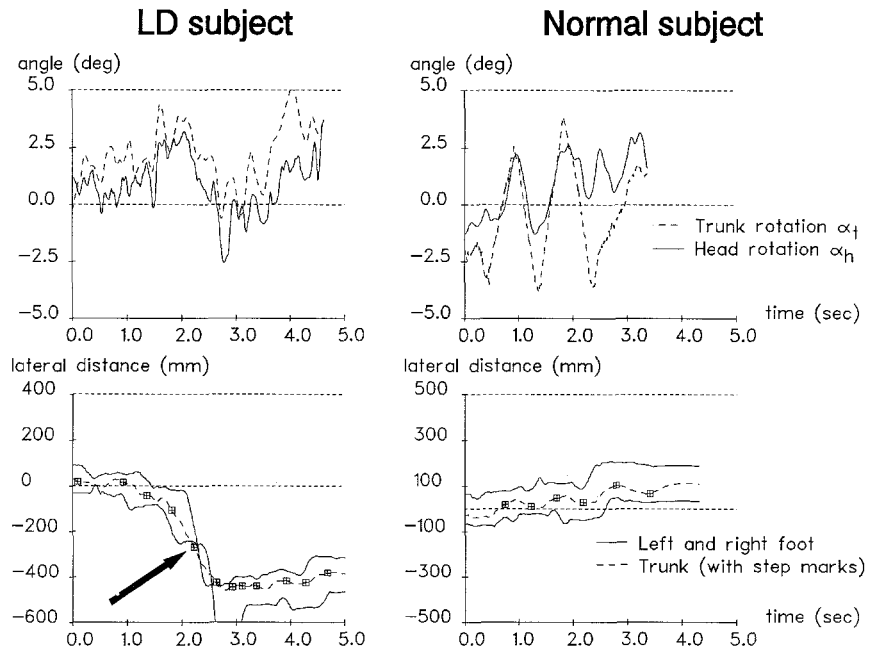 LD subject
Normal subject
angle (deg)
5.0
2.5
0.0
−2.5
−5.0
0.0 1.0 2.0 3.0 4.0 5.0
angle (deg)
5.0
2.5
0.0
−2.5
−5.0
Trunk rotation αt
Head rotation αh
time (sec)
0.0 1.0 2.0 3.0 4.0 5.0
lateral distance (mm)
400
200
0
−200
−400
−600
0.0 1.0 2.0 3.0 4.0 5.0
lateral distance (mm)
500
300
100
−100
−300
−500
Left and right foot
Trunk (with step marks)
time (sec)
0.0 1.0 2.0 3.0 4.0 5.0